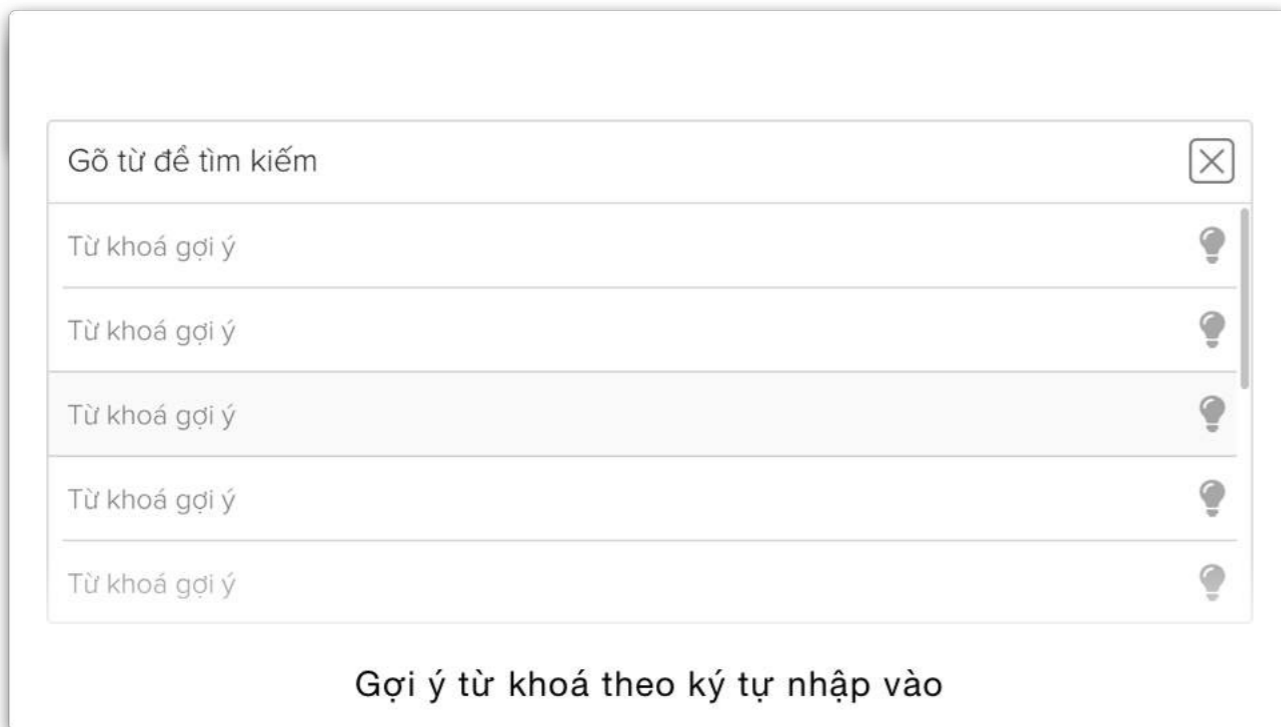 Gõ từ để tìm kiếm
Từ khoá gợi ý
Từ khoá gợi ý
Từ khoá gợi ý
Từ khoá gợi ý
Từ khoá gợi ý
Gợi ý từ khoá theo ký tự nhập vào